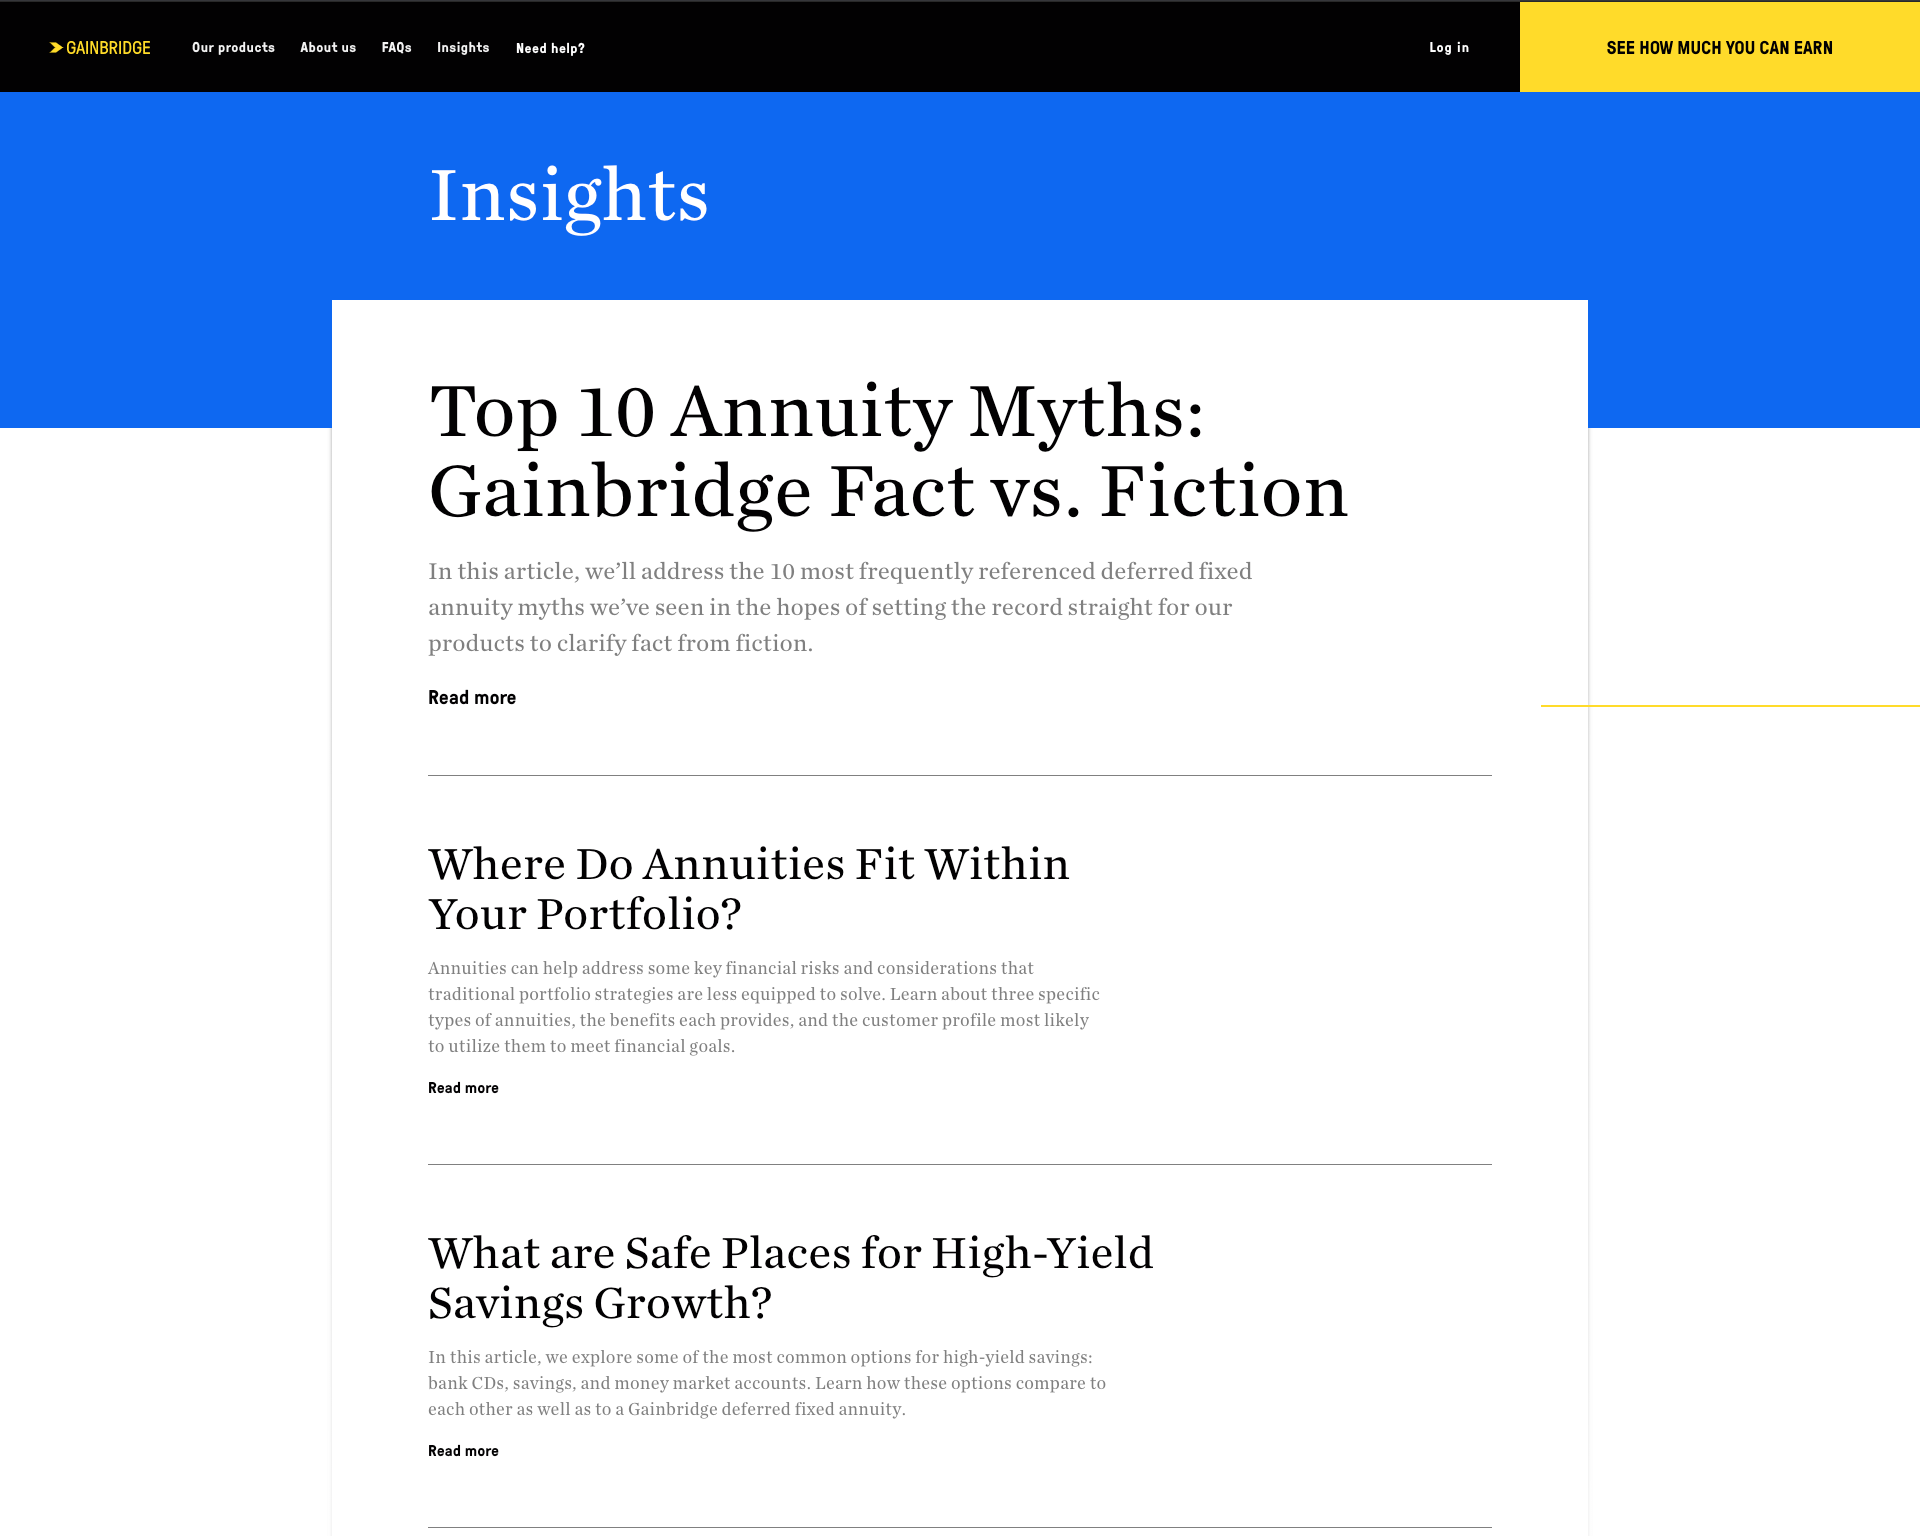 GAINBRIDGE
Our products
About us
FAQs
Insights
Need help?
Log in
SEE HOW MUCH YOU CAN EARN
Insights
Top 10 Annuity Myths:
Gainbridge Fact vs. Fiction
In this article, we’ll address the 10 most frequently referenced deferred fixed
annuity myths we’ve seen in the hopes of setting the record straight for our
products to clarify fact from fiction.
Read more
Where Do Annuities Fit Within
Your Portfolio?
Annuities can help address some key financial risks and considerations that
traditional portfolio strategies are less equipped to solve. Learn about three specific
types of annuities, the benefits each provides, and the customer profile most likely
to utilize them to meet financial goals.
Read more
What are Safe Places for High-Yield
Savings Growth?
In this article, we explore some of the most common options for high-yield savings:
bank CDs, savings, and money market accounts. Learn how these options compare to
each other as well as to a Gainbridge deferred fixed annuity.
Read more